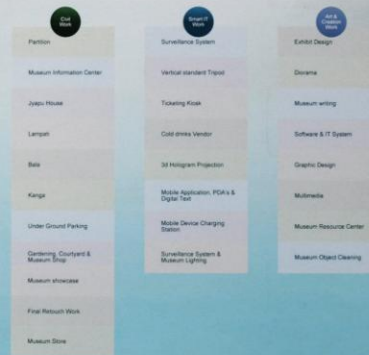 Civil
Work
Partition
Museum Information Center
Jyapu House
Lampati
Bala
Kanga
Under Ground Parking
Gardening, Courtyard &
Museum Shop
Museum showcase
Final Retouch Work
Museum Store
Smart-IT
Work
Surveillance System
Vertical standard Tripod
Ticketing Kiosk
Cold drinks Vendor
3d Hologram Projection
Mobile Application, PDA's &
Digital Text
Mobile Device Charging
Station
Surveillance System &
Museum Lighting
Art &
Creation
Work
Exhibit Design
Diorama
Museum writing
Software & IT System
Graphic Design
Multimedia
Museum Resource Center
Museum Object Cleaning